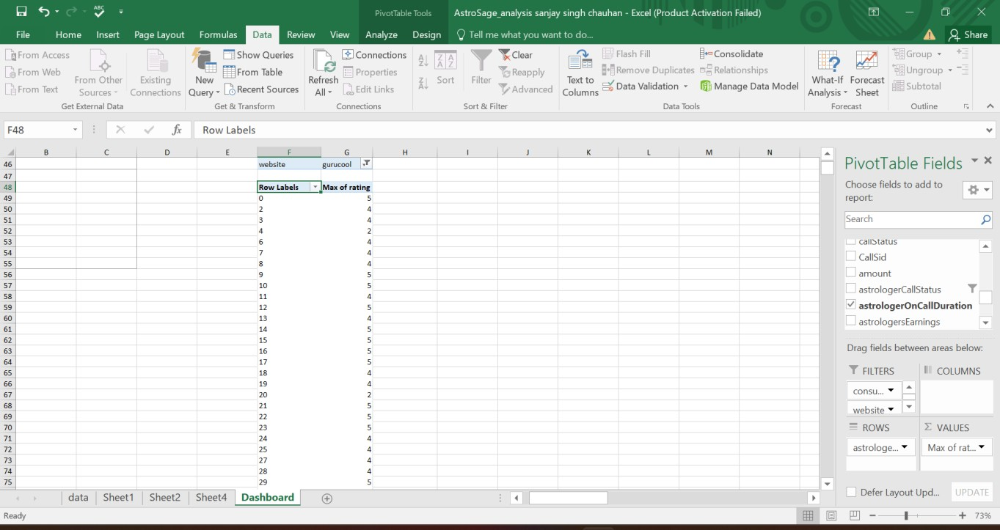 ABC
PivotTable Tools
AstroSage_analysis sanjay singh chauhan - Excel (Product Activation Failed)
File Home Insert Page Layout Formulas Data Review View Analyze Design Tell me what you want to do... Share
From Access
From Web
From Text
From Other Sources
Existing Connections
Get External Data
New Query
Show Queries
From Table
Recent Sources
Get & Transform
Refresh All
Connections
Properties
Edit Links
Connections
Sort
Filter
Clear
Reapply
Advanced
Sort & Filter
Text to Columns
Flash Fill
Remove Duplicates
Data Validation
Consolidate
Relationships
Manage Data Model
Data Tools
What-If Analysis
Forecast Sheet
Forecast
Group
Ungroup
Subtotal
Outline
F48 fx Row Labels
B C D E F G H I J K L M N
46 website gurucool
47
48 Row Labels Max of rating
49 0 5
50 2 4
51 3 4
52 4 2
53 6 4
54 7 4
55 8 4
56 9 5
57 10 5
58 11 4
59 12 5
60 13 4
61 14 5
62 15 5
63 16 5
64 17 5
65 18 4
66 19 4
67 20 2
68 21 5
69 22 5
70 23 5
71 24 4
72 25 4
73 27 4
74 28 4
75 29 5
PivotTable Fields
Choose fields to add to
report:
Search
callStatus
CallSid
amount
astrologerCallStatus
astrologerOnCallDuration
astrologersEarnings
Drag fields between areas below:
FILTERS
consu...
website
COLUMNS
ROWS
astrologe...
Σ VALUES
Max of rat...
Defer Layout Upd... UPDATE
data Sheet1 Sheet2 Sheet4 Dashboard
Ready 73%